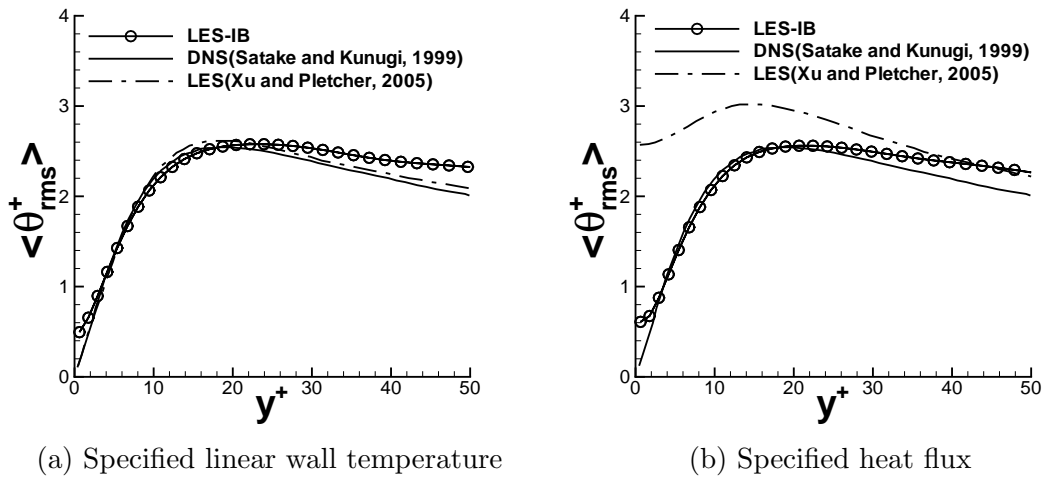 4
LES-IB
DNS(Satake and Kunugi, 1999)
LES(Xu and Pletcher, 2005)
3
2
1
0
<θ⁺rms>
0 10 20 30 40 50
y⁺
(a) Specified linear wall temperature
4
LES-IB
DNS(Satake and Kunugi, 1999)
LES(Xu and Pletcher, 2005)
3
2
1
0
<θ⁺rms>
0 10 20 30 40 50
y⁺
(b) Specified heat flux